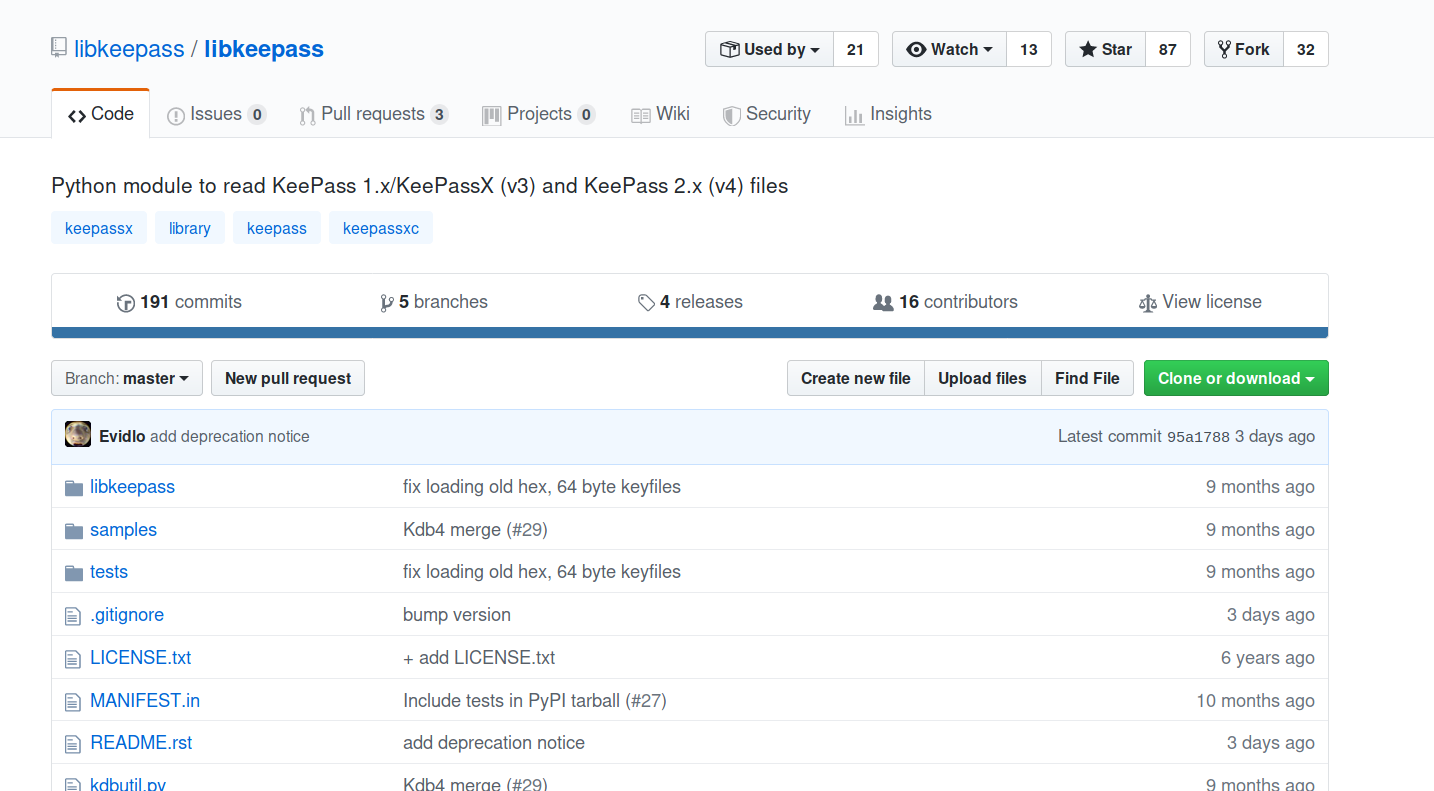 libkeepass / libkeepass
Used by 21 Watch 13 Star 87 Fork 32
Code Issues 0 Pull requests 3 Projects 0 Wiki Security Insights
Python module to read KeePass 1.x/KeePassX (v3) and KeePass 2.x (v4) files
keepassx library keepass keepassxc
191 commits 5 branches 4 releases 16 contributors View license
Branch: master New pull request Create new file Upload files Find File Clone or download
Evidlo add deprecation notice Latest commit 95a1788 3 days ago
libkeepass fix loading old hex, 64 byte keyfiles 9 months ago
samples Kdb4 merge (#29) 9 months ago
tests fix loading old hex, 64 byte keyfiles 9 months ago
.gitignore bump version 3 days ago
LICENSE.txt + add LICENSE.txt 6 years ago
MANIFEST.in Include tests in PyPI tarball (#27) 10 months ago
README.rst add deprecation notice 3 days ago
kdbutil.py Kdb4 merge (#29) 9 months ago